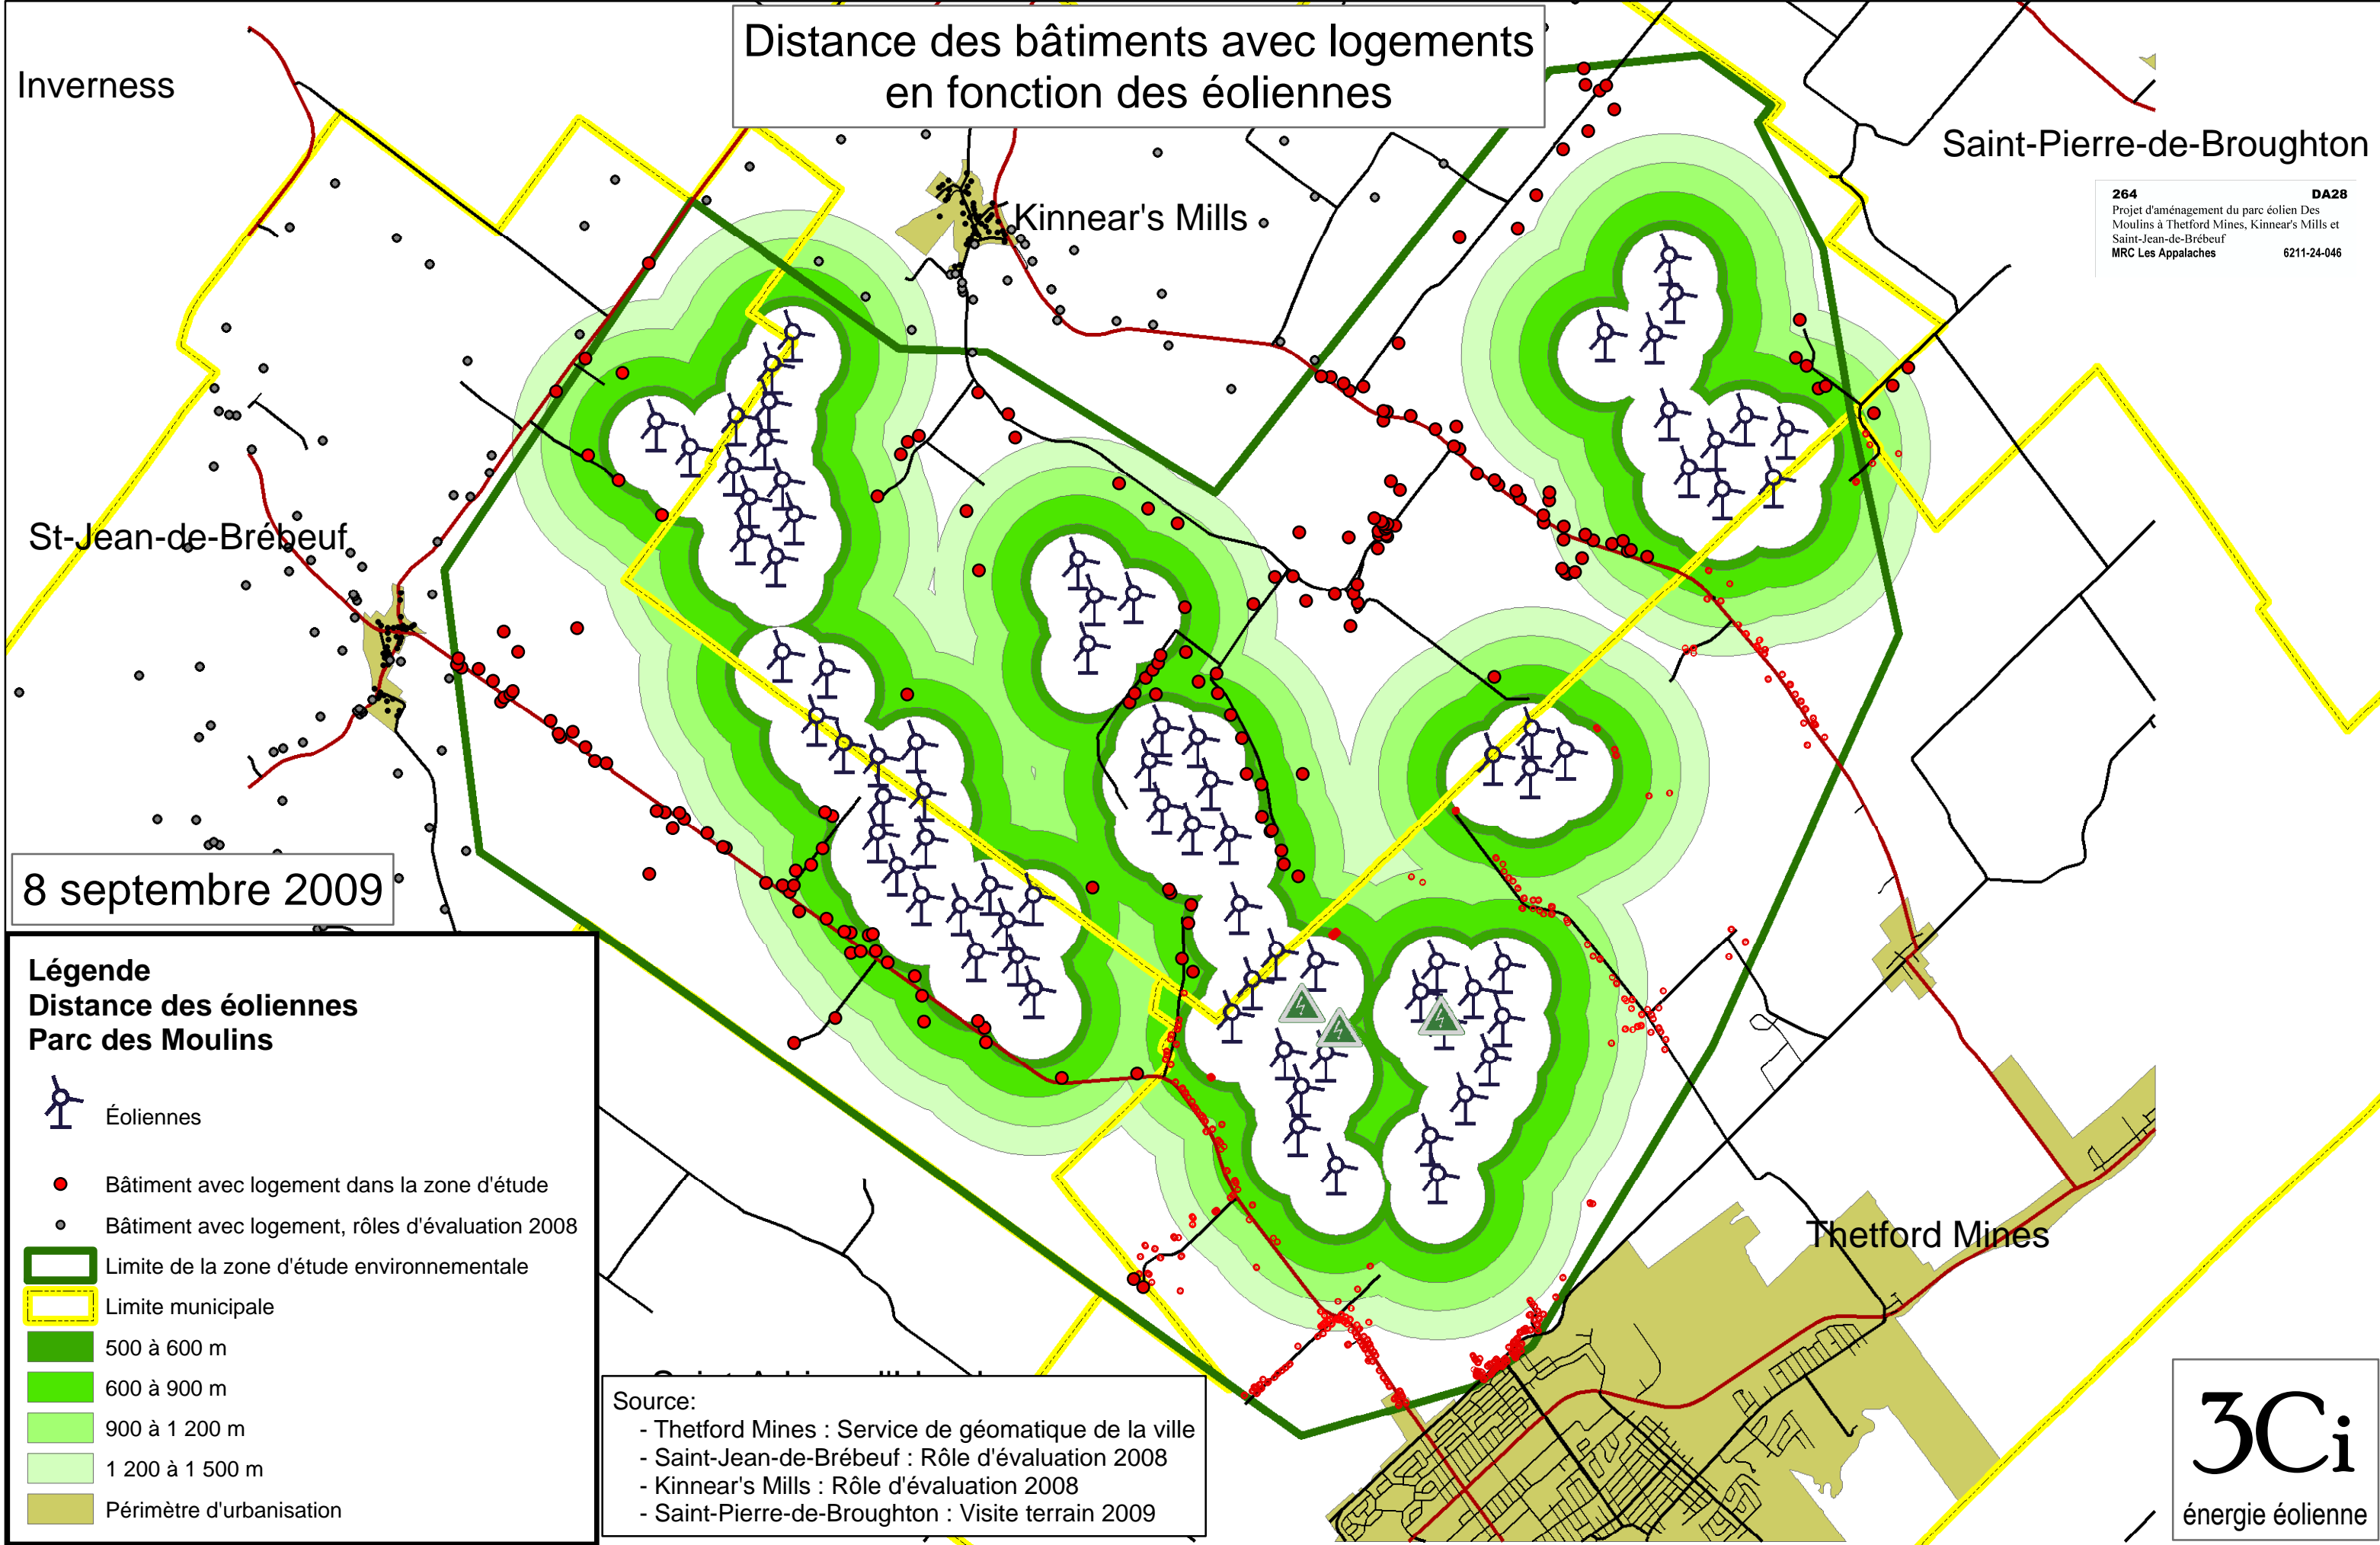 Distance des bâtiments avec logements
en fonction des éoliennes
Inverness
Saint-Pierre-de-Broughton
264 DA28
Projet d'aménagement du parc éolien Des
Moulins à Thetford Mines, Kinnear's Mills et
Saint-Jean-de-Brébeuf
MRC Les Appalaches 6211-24-046
Kinnear's Mills
St-Jean-de-Brébeuf
8 septembre 2009
Légende
Distance des éoliennes
Parc des Moulins
Éoliennes
Bâtiment avec logement dans la zone d'étude
Bâtiment avec logement, rôles d'évaluation 2008
Limite de la zone d'étude environnementale
Limite municipale
500 à 600 m
600 à 900 m
900 à 1 200 m
1 200 à 1 500 m
Périmètre d'urbanisation
Thetford Mines
Source:
- Thetford Mines : Service de géomatique de la ville
- Saint-Jean-de-Brébeuf : Rôle d'évaluation 2008
- Kinnear's Mills : Rôle d'évaluation 2008
- Saint-Pierre-de-Broughton : Visite terrain 2009
3Ci
énergie éolienne